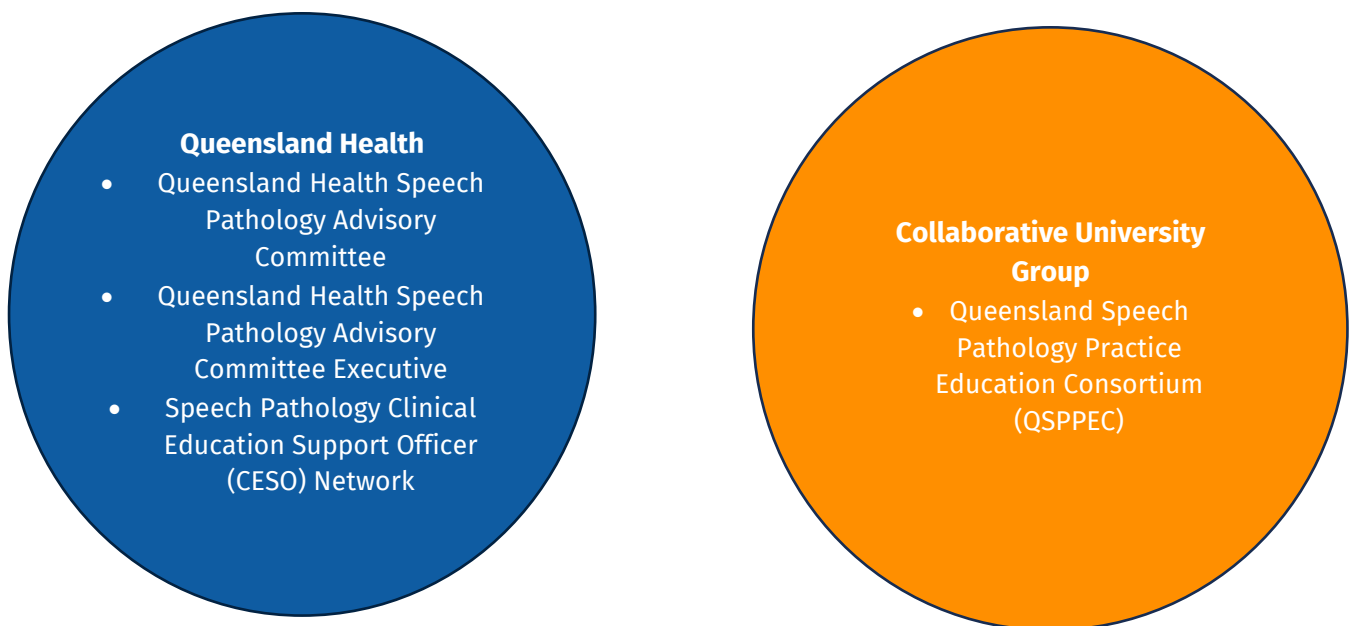 Queensland Health
• Queensland Health Speech
Pathology Advisory
Committee
• Queensland Health Speech
Pathology Advisory
Committee Executive
• Speech Pathology Clinical
Education Support Officer
(CESO) Network
Collaborative University
Group
• Queensland Speech
Pathology Practice
Education Consortium
(QSPPEC)